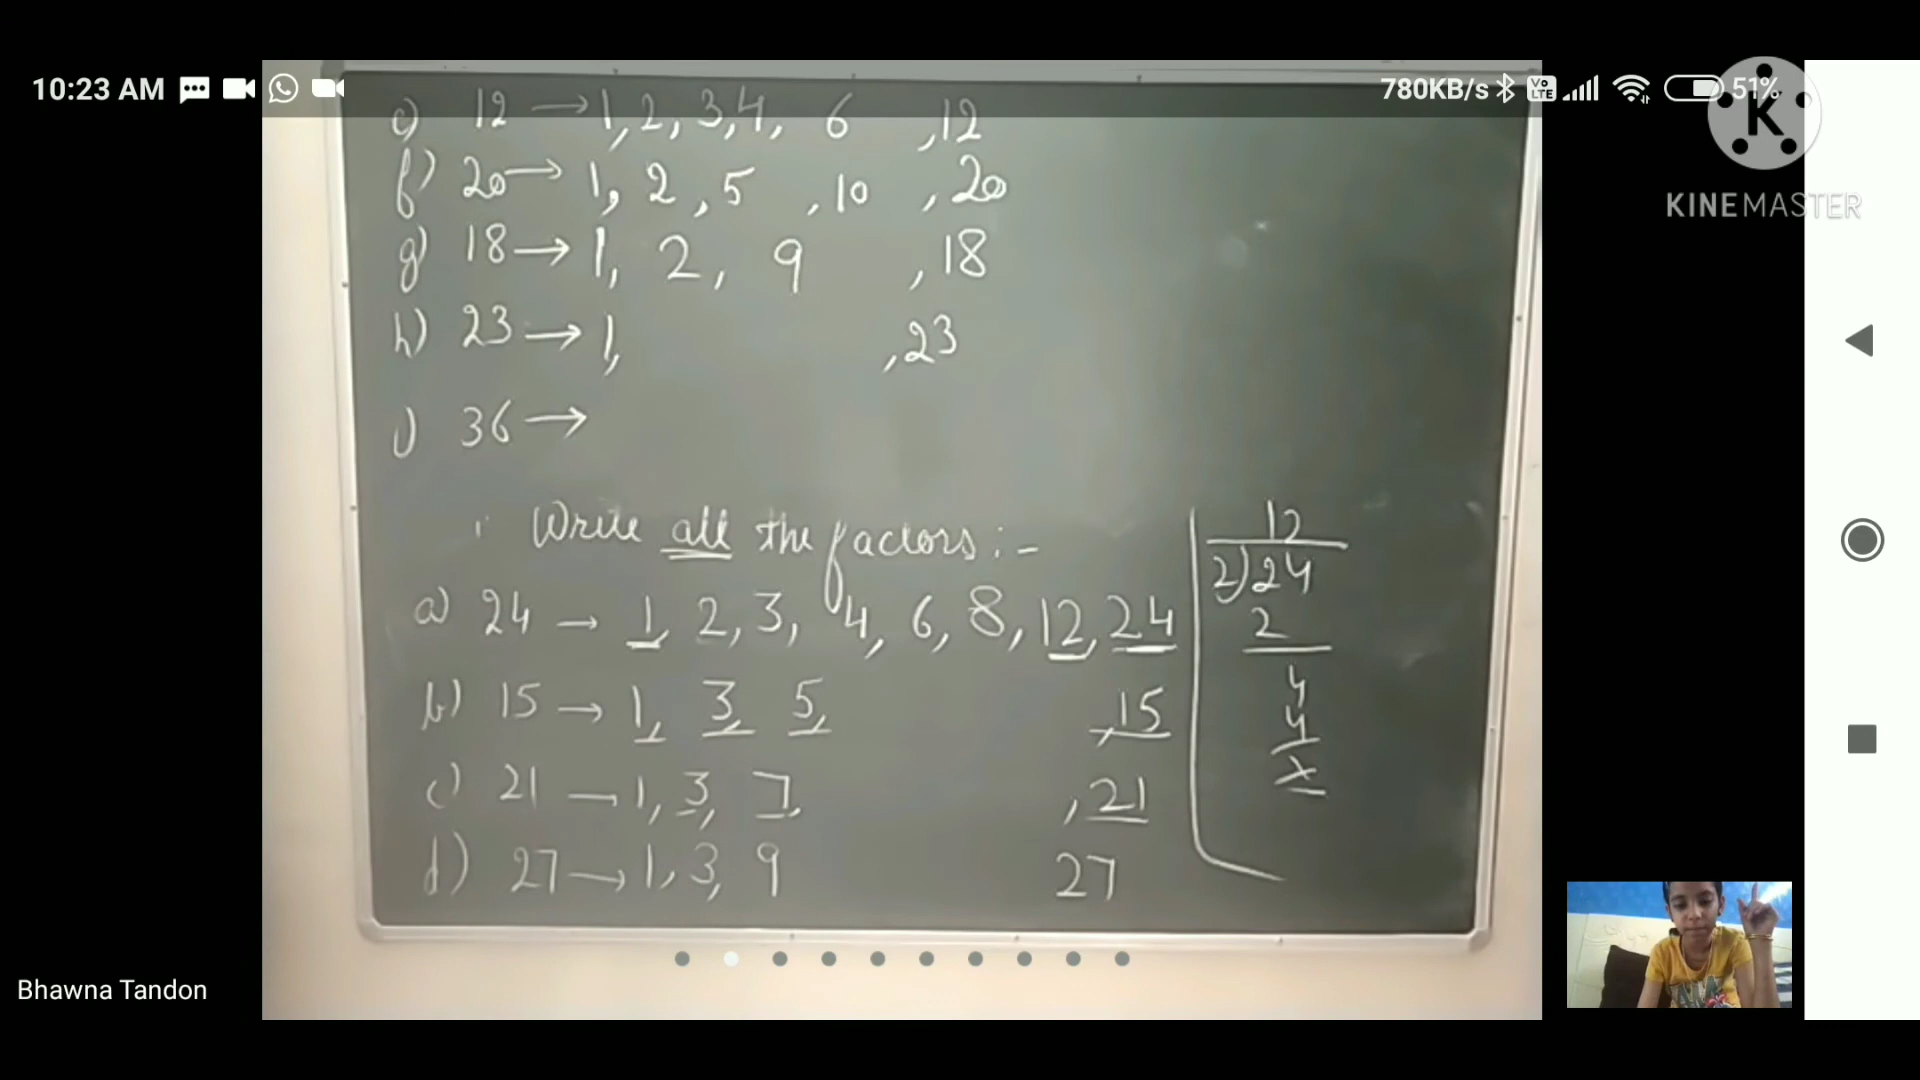 10:23 AM
780KB/s
Vo LTE
51%
K
KINEMASTER
e) 12 → 1, 2, 3, 4, 6 , 12
f) 20 → 1, 2, 5 , 10 , 20
g) 18 → 1, 2, 9 , 18
h) 23 → 1, , 23
i) 36 →
Write all the factors :-
a) 24 → 1, 2, 3, 4, 6, 8, 12, 24
b) 15 → 1, 3, 5, , 15
c) 21 → 1, 3, 7, , 21
d) 27 → 1, 3, 9 27
12
2)24
2
4
4
x
Bhawna Tandon